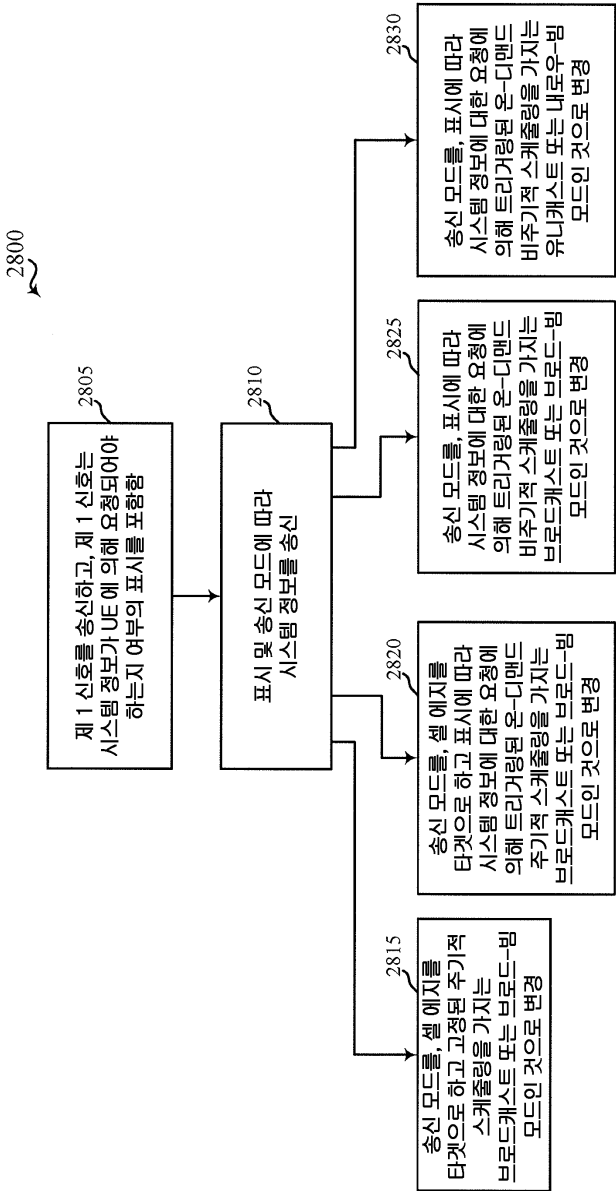 2800
2805
제 1 신호를 송신하고, 제 1 신호는
시스템 정보가 UE 에 의해 요청되어야
하는지 여부의 표시를 포함함
2810
표시 및 송신 모드에 따라
시스템 정보를 송신
2815
송신 모드를, 셀 에지를
타겟으로 하고 고정된 주기적
스케줄링을 가지는
브로드캐스트 또는 브로드-빔
모드인 것으로 변경
2820
송신 모드를, 셀 에지를
타겟으로 하고 표시에 따라
시스템 정보에 대한 요청에
의해 트리거링된 온-디맨드
주기적 스케줄링을 가지는
브로드캐스트 또는 브로드-빔
모드인 것으로 변경
2825
송신 모드를, 표시에 따라
시스템 정보에 대한 요청에
의해 트리거링된 온-디맨드
비주기적 스케줄링을 가지는
브로드캐스트 또는 브로드-빔
모드인 것으로 변경
2830
송신 모드를, 표시에 따라
시스템 정보에 대한 요청에
의해 트리거링된 온-디맨드
비주기적 스케줄링을 가지는
유니캐스트 또는 내로우-빔
모드인 것으로 변경